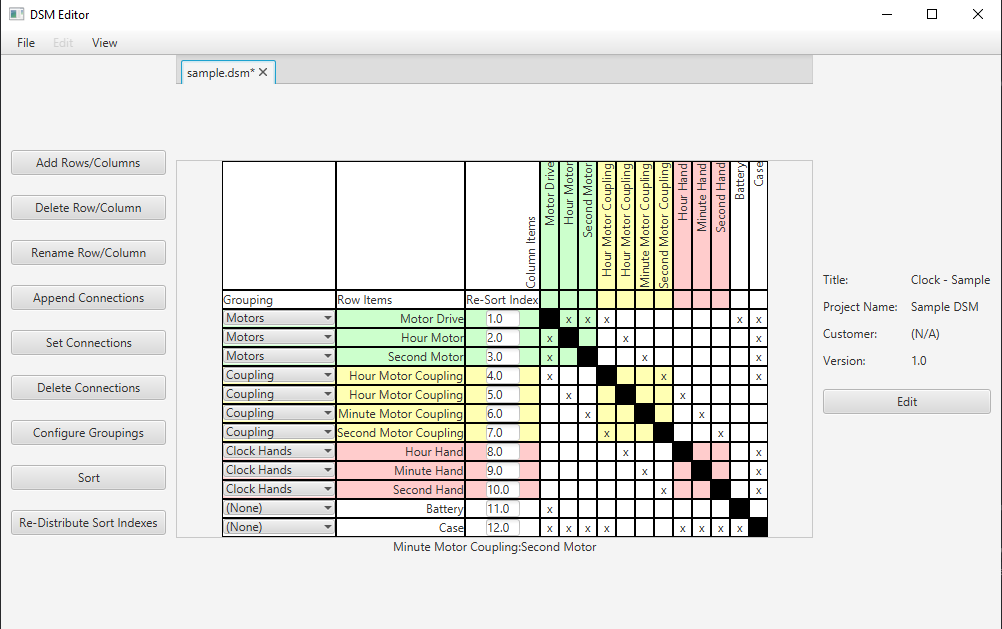 DSM Editor
File Edit View
sample.dsm*
Add Rows/Columns
Delete Row/Column
Rename Row/Column
Append Connections
Set Connections
Delete Connections
Configure Groupings
Sort
Re-Distribute Sort Indexes
Column Items
Motor Drive
Hour Motor
Second Motor
Hour Motor Coupling
Hour Motor Coupling
Minute Motor Coupling
Second Motor Coupling
Hour Hand
Minute Hand
Second Hand
Battery
Case
Grouping Row Items Re-Sort Index
Motors Motor Drive 1.0 x x x x x
Motors Hour Motor 2.0 x x x
Motors Second Motor 3.0 x x x
Coupling Hour Motor Coupling 4.0 x x x
Coupling Hour Motor Coupling 5.0 x x
Coupling Minute Motor Coupling 6.0 x x
Coupling Second Motor Coupling 7.0 x x
Clock Hands Hour Hand 8.0 x x
Clock Hands Minute Hand 9.0 x x
Clock Hands Second Hand 10.0 x x
(None) Battery 11.0 x
(None) Case 12.0 x x x x x x x x
Minute Motor Coupling:Second Motor
Title: Clock - Sample
Project Name: Sample DSM
Customer: (N/A)
Version: 1.0
Edit